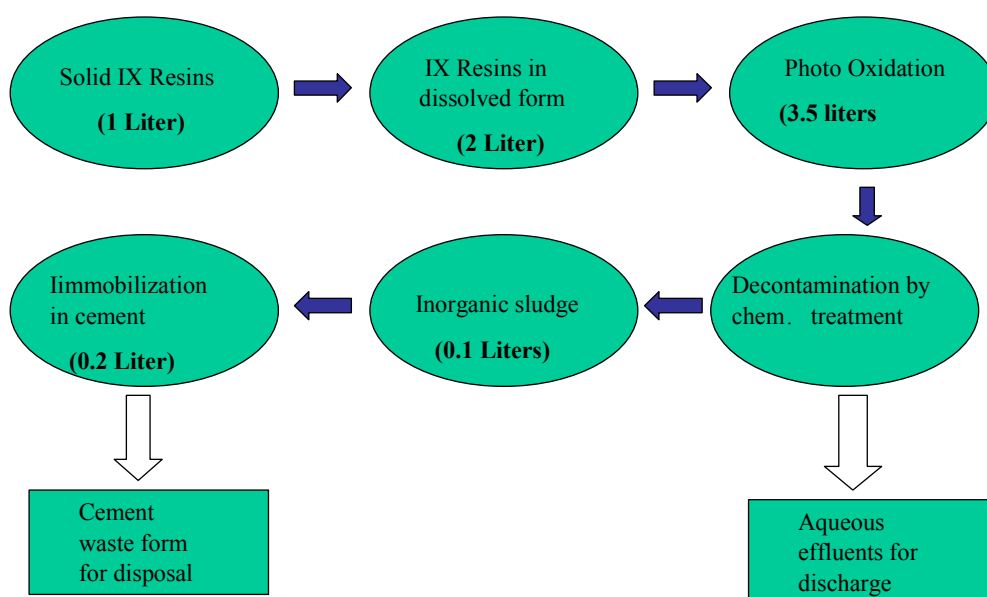 Solid IX Resins
(1 Liter)
IX Resins in
dissolved form
(2 Liter)
Photo Oxidation
(3.5 liters
Iimmobilization
in cement
(0.2 Liter)
Inorganic sludge
(0.1 Liters)
Decontamination by
chem. treatment
Cement
waste form
for disposal
Aqueous
effluents for
discharge